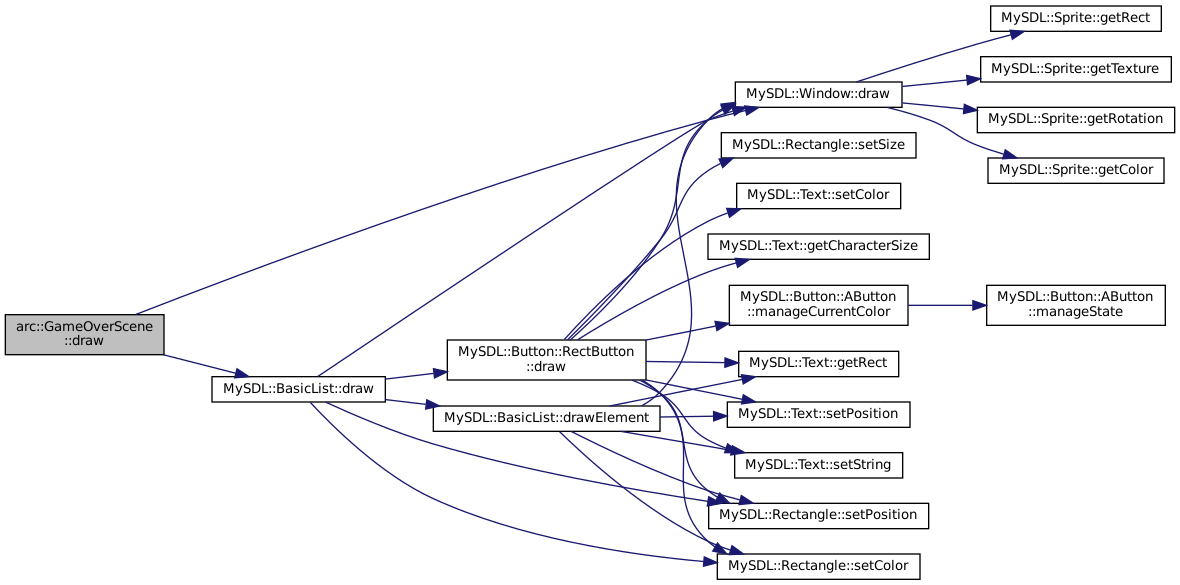 MySDL::Sprite::getRect
MySDL::Sprite::getTexture
MySDL::Window::draw
MySDL::Sprite::getRotation
MySDL::Rectangle::setSize
MySDL::Sprite::getColor
MySDL::Text::setColor
MySDL::Text::getCharacterSize
MySDL::Button::AButton
::manageCurrentColor
MySDL::Button::AButton
::manageState
arc::GameOverScene
::draw
MySDL::Button::RectButton
::draw
MySDL::Text::getRect
MySDL::BasicList::draw
MySDL::BasicList::drawElement
MySDL::Text::setPosition
MySDL::Text::setString
MySDL::Rectangle::setPosition
MySDL::Rectangle::setColor